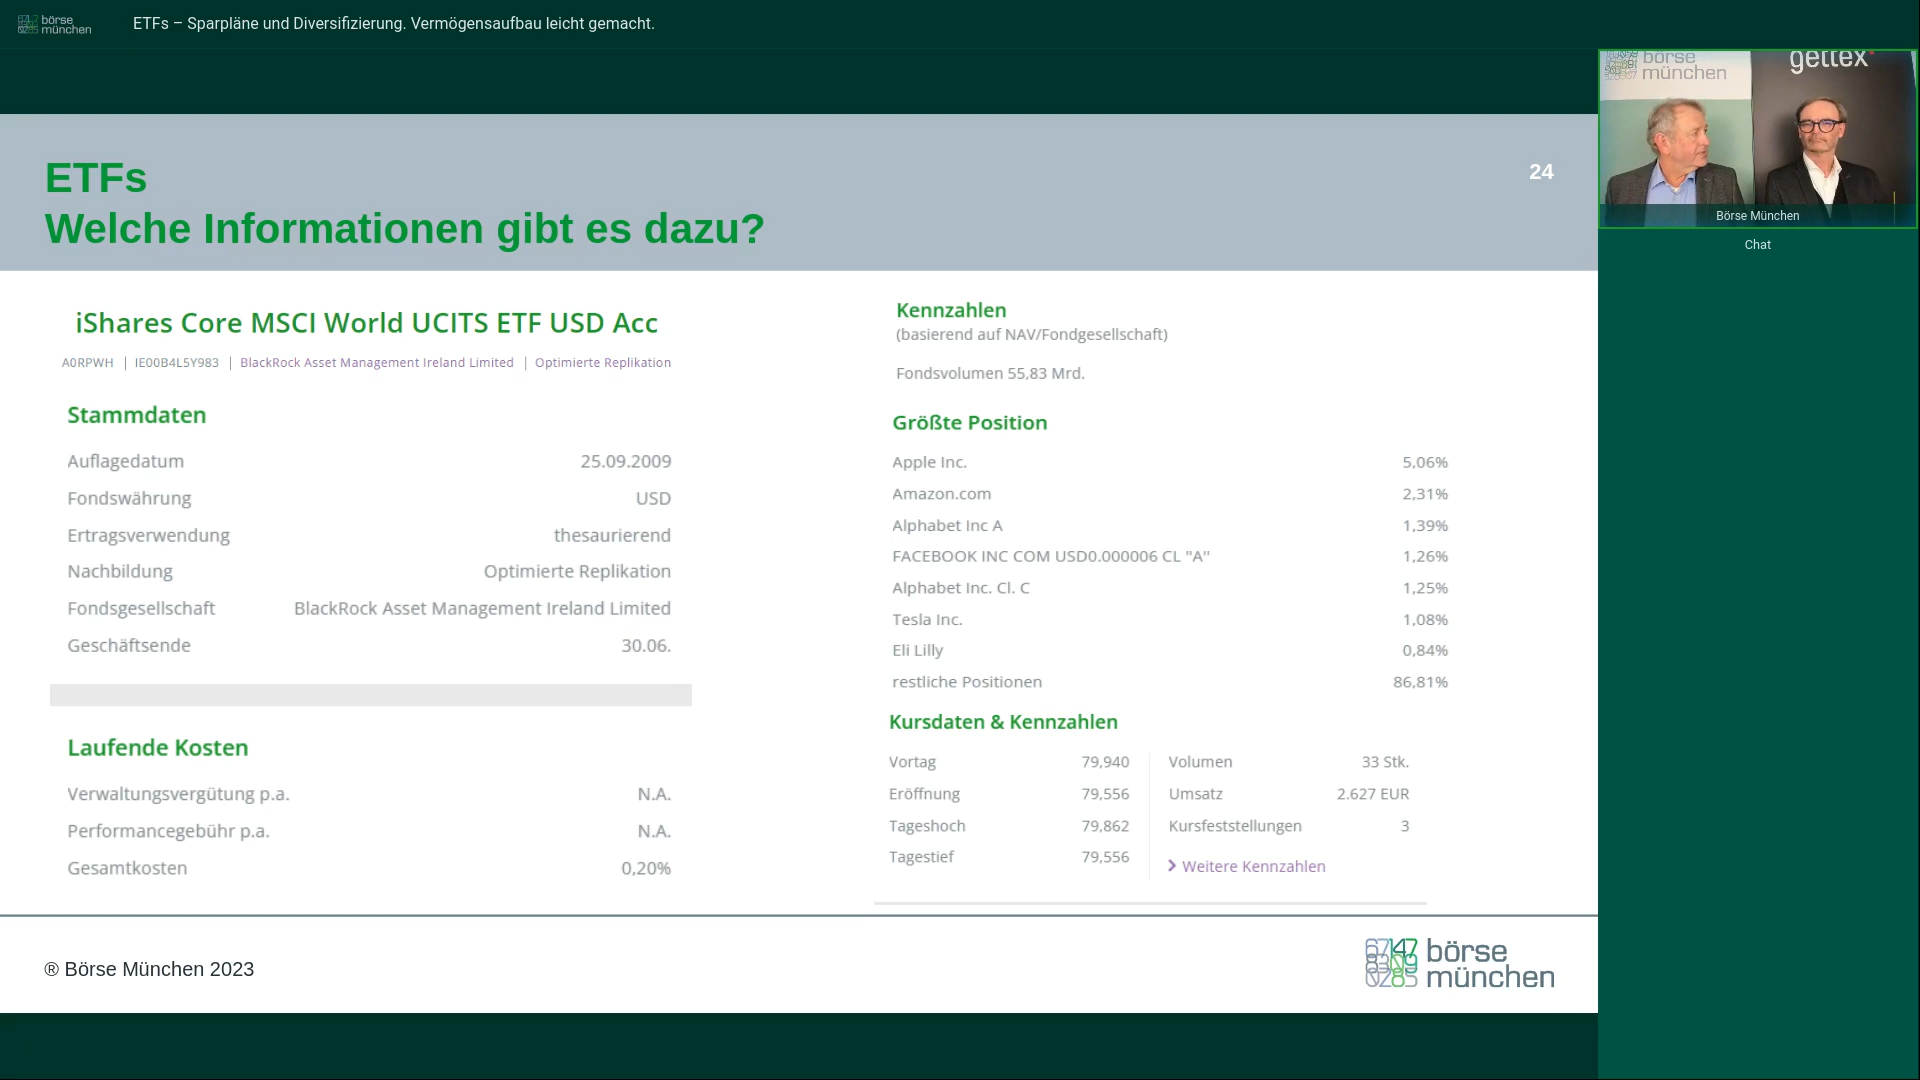 börse
münchen
ETFs – Sparpläne und Diversifizierung. Vermögensaufbau leicht gemacht.
börse
münchen
gettex
Börse München
Chat
ETFs
Welche Informationen gibt es dazu?
24
iShares Core MSCI World UCITS ETF USD Acc
A0RPWH | IE00B4L5Y983 | BlackRock Asset Management Ireland Limited | Optimierte Replikation
Stammdaten
Auflagedatum 25.09.2009
Fondswährung USD
Ertragsverwendung thesaurierend
Nachbildung Optimierte Replikation
Fondsgesellschaft BlackRock Asset Management Ireland Limited
Geschäftsende 30.06.
Laufende Kosten
Verwaltungsvergütung p.a. N.A.
Performancegebühr p.a. N.A.
Gesamtkosten 0,20%
Kennzahlen
(basierend auf NAV/Fondgesellschaft)
Fondsvolumen 55,83 Mrd.
Größte Position
Apple Inc. 5,06%
Amazon.com 2,31%
Alphabet Inc A 1,39%
FACEBOOK INC COM USD0.000006 CL "A" 1,26%
Alphabet Inc. Cl. C 1,25%
Tesla Inc. 1,08%
Eli Lilly 0,84%
restliche Positionen 86,81%
Kursdaten & Kennzahlen
Vortag 79,940 Volumen 33 Stk.
Eröffnung 79,556 Umsatz 2.627 EUR
Tageshoch 79,862 Kursfeststellungen 3
Tagestief 79,556
> Weitere Kennzahlen
® Börse München 2023
börse
münchen